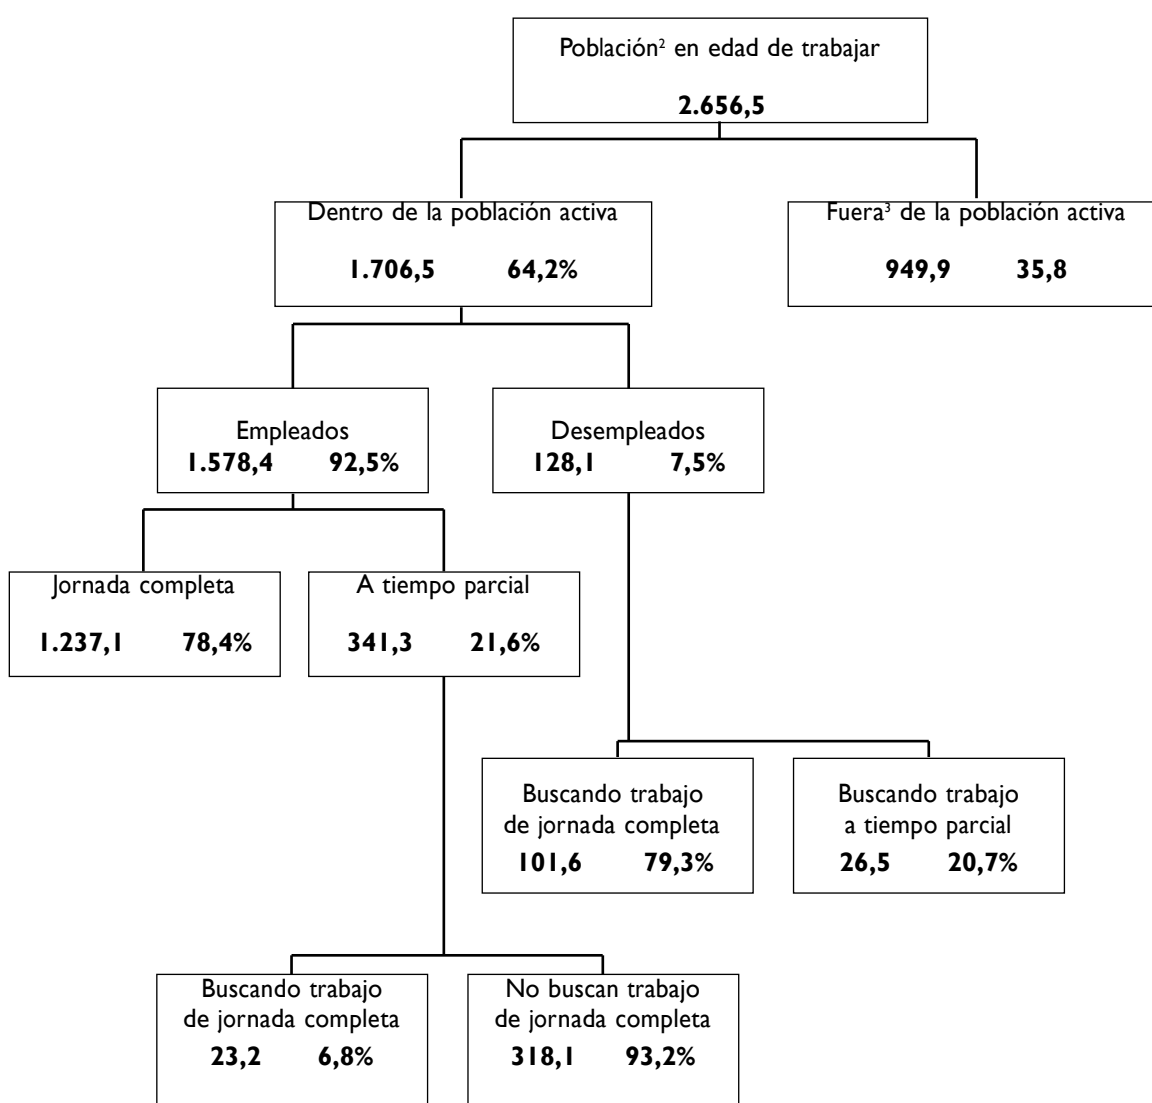 Población² en edad de trabajar
2.656,5
Dentro de la población activa
1.706,5 64,2%
Fuera³ de la población activa
949,9 35,8
Empleados
1.578,4 92,5%
Desempleados
128,1 7,5%
Jornada completa
1.237,1 78,4%
A tiempo parcial
341,3 21,6%
Buscando trabajo
de jornada completa
101,6 79,3%
Buscando trabajo
a tiempo parcial
26,5 20,7%
Buscando trabajo
de jornada completa
23,2 6,8%
No buscan trabajo
de jornada completa
318,1 93,2%